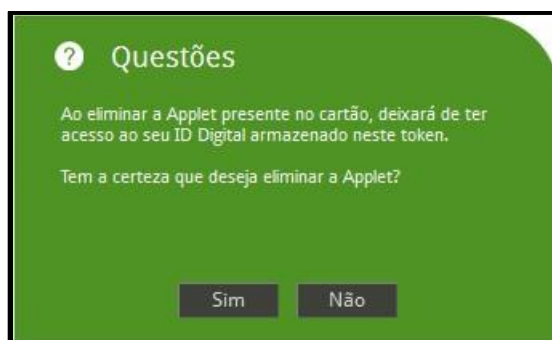 ? Questões
Ao eliminar a Applet presente no cartão, deixará de ter
acesso ao seu ID Digital armazenado neste token.
Tem a certeza que deseja eliminar a Applet?
Sim Não